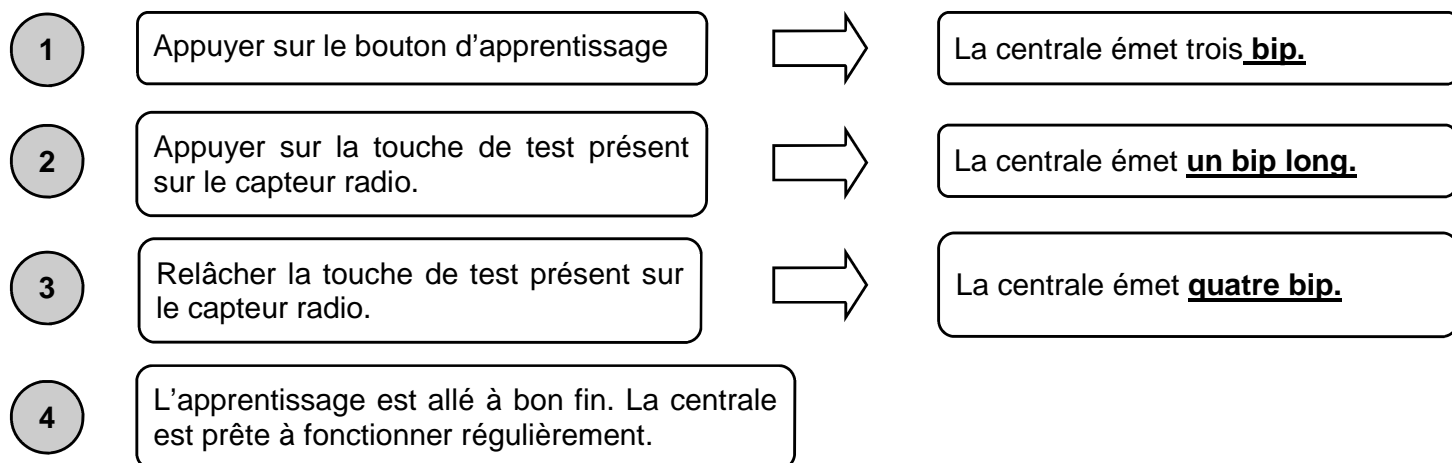 1
Appuyer sur le bouton d’apprentissage
La centrale émet trois bip.
2
Appuyer sur la touche de test présent
sur le capteur radio.
La centrale émet un bip long.
3
Relâcher la touche de test présent sur
le capteur radio.
La centrale émet quatre bip.
4
L’apprentissage est allé à bon fin. La centrale
est prête à fonctionner régulièrement.